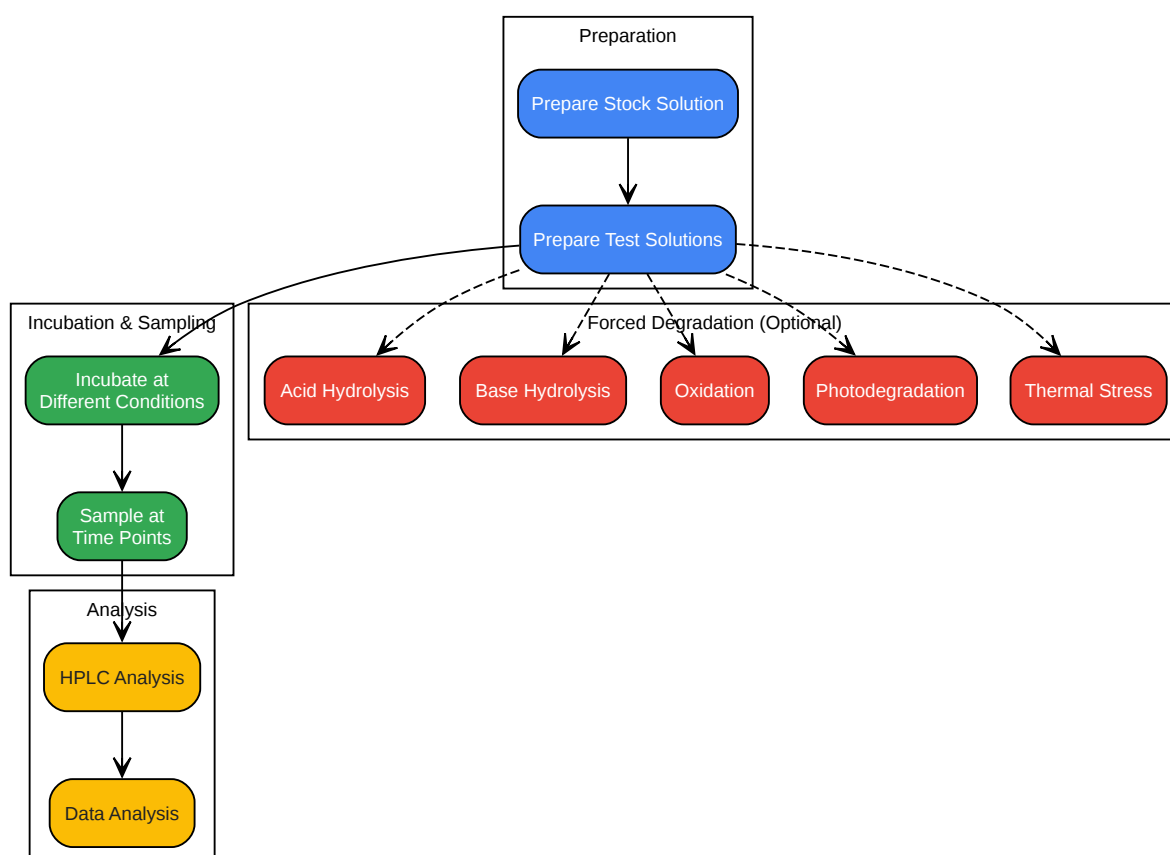 Preparation
Prepare Stock Solution
Prepare Test Solutions
Incubation & Sampling
Forced Degradation (Optional)
Incubate at
Different Conditions
Acid Hydrolysis
Base Hydrolysis
Oxidation
Photodegradation
Thermal Stress
Sample at
Time Points
Analysis
HPLC Analysis
Data Analysis